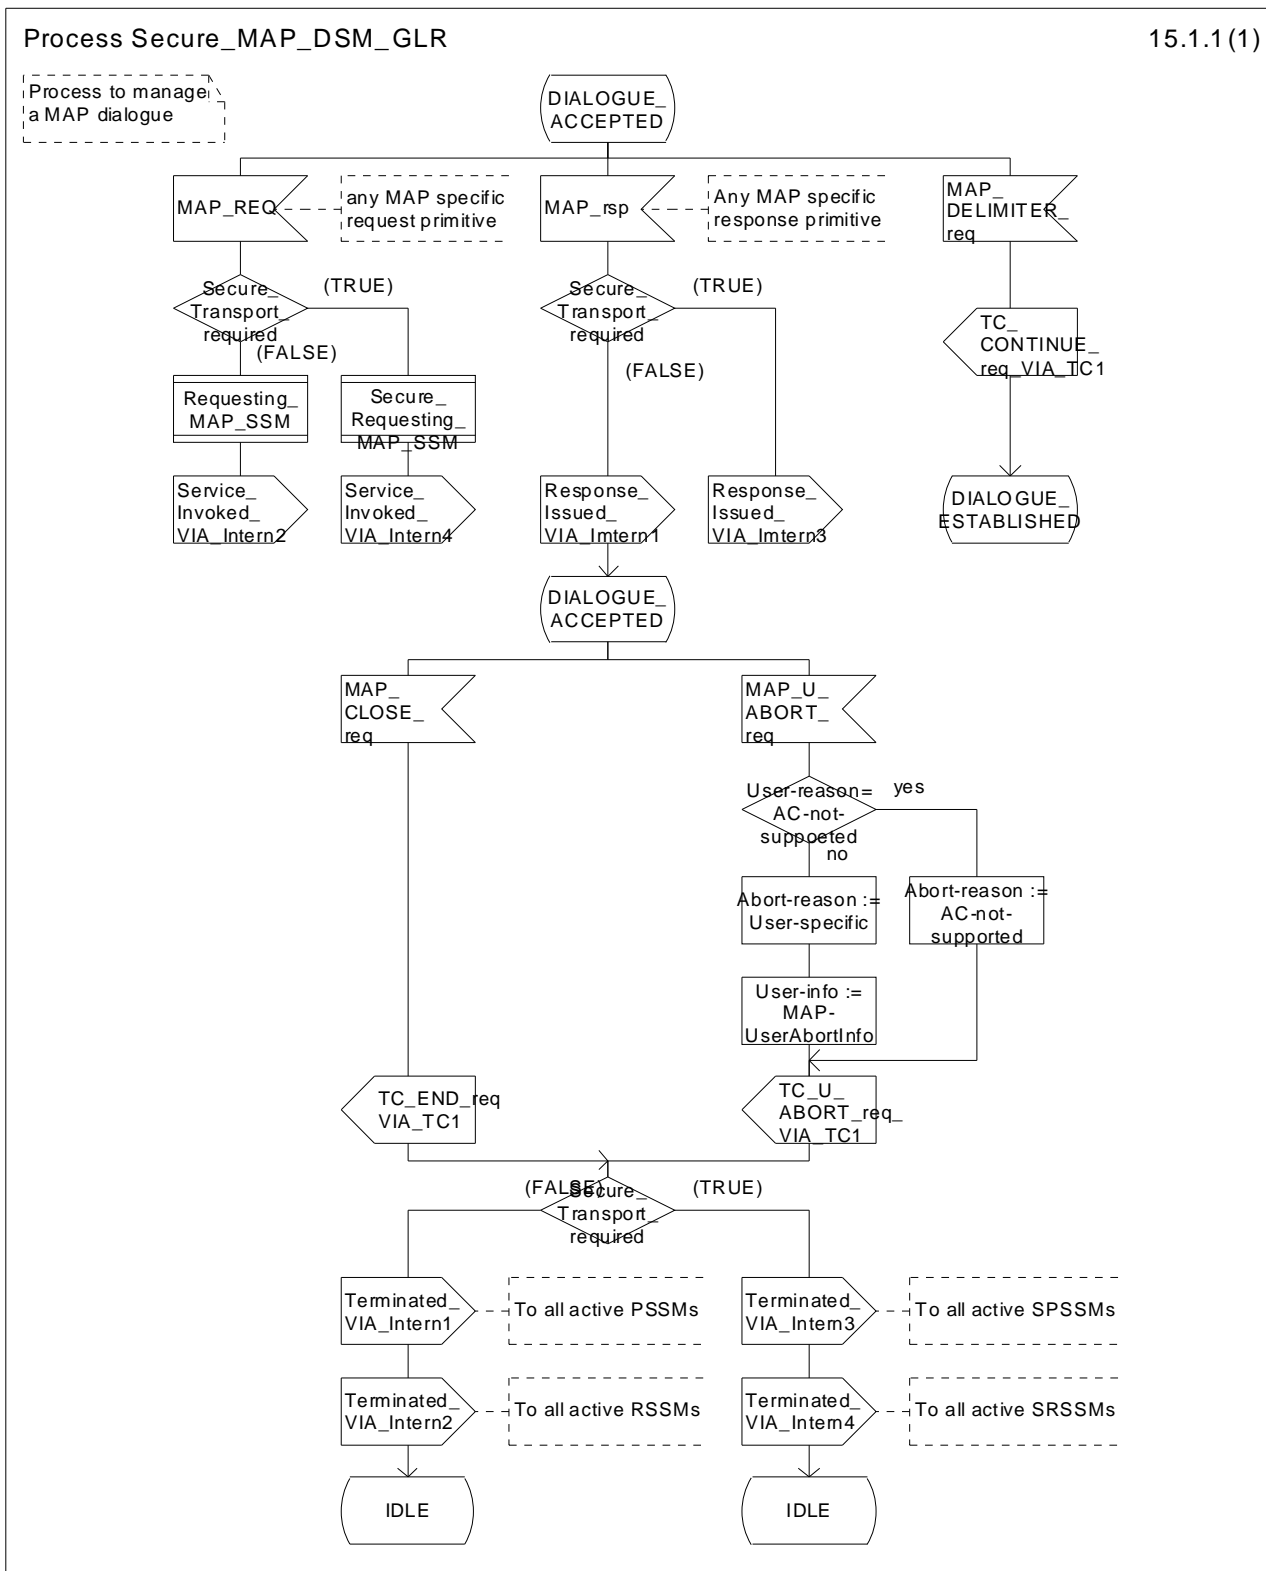 Process Secure_MAP_DSM_GLR
15.1.1(1)
Process to manage
a MAP dialogue
DIALOGUE_
ACCEPTED
MAP_REQ
any MAP specific
request primitive
MAP_rsp
Any MAP specific
response primitive
MAP_
DELIMITER_
req
Secure_
Transport_
required
(TRUE)
(FALSE)
Secure_
Transport_
required
(TRUE)
(FALSE)
TC_
CONTINUE_
req_VIA_TC1
Requesting_
MAP_SSM
Secure_
Requesting_
MAP_SSM
Service_
Invoked_
VIA_Intern2
Service_
Invoked_
VIA_Intern4
Response_
Issued_
VIA_Imtern1
Response_
Issued_
VIA_Imtern3
DIALOGUE_
ESTABLISHED
DIALOGUE_
ACCEPTED
MAP_
CLOSE_
req
MAP_U_
ABORT_
req
User-reason=
AC-not-
suppoeted
yes
no
Abort-reason :=
User-specific
Abort-reason :=
AC-not-
supported
User-info :=
MAP-
UserAbortInfo
TC_END_req
VIA_TC1
TC_U_
ABORT_req_
VIA_TC1
(FALSE)
Secure_
Transport_
required
(TRUE)
Terminated_
VIA_Intern1
To all active PSSMs
Terminated_
VIA_Intern3
To all active SPSSMs
Terminated_
VIA_Intern2
To all active RSSMs
Terminated_
VIA_Intern4
To all active SRSSMs
IDLE
IDLE